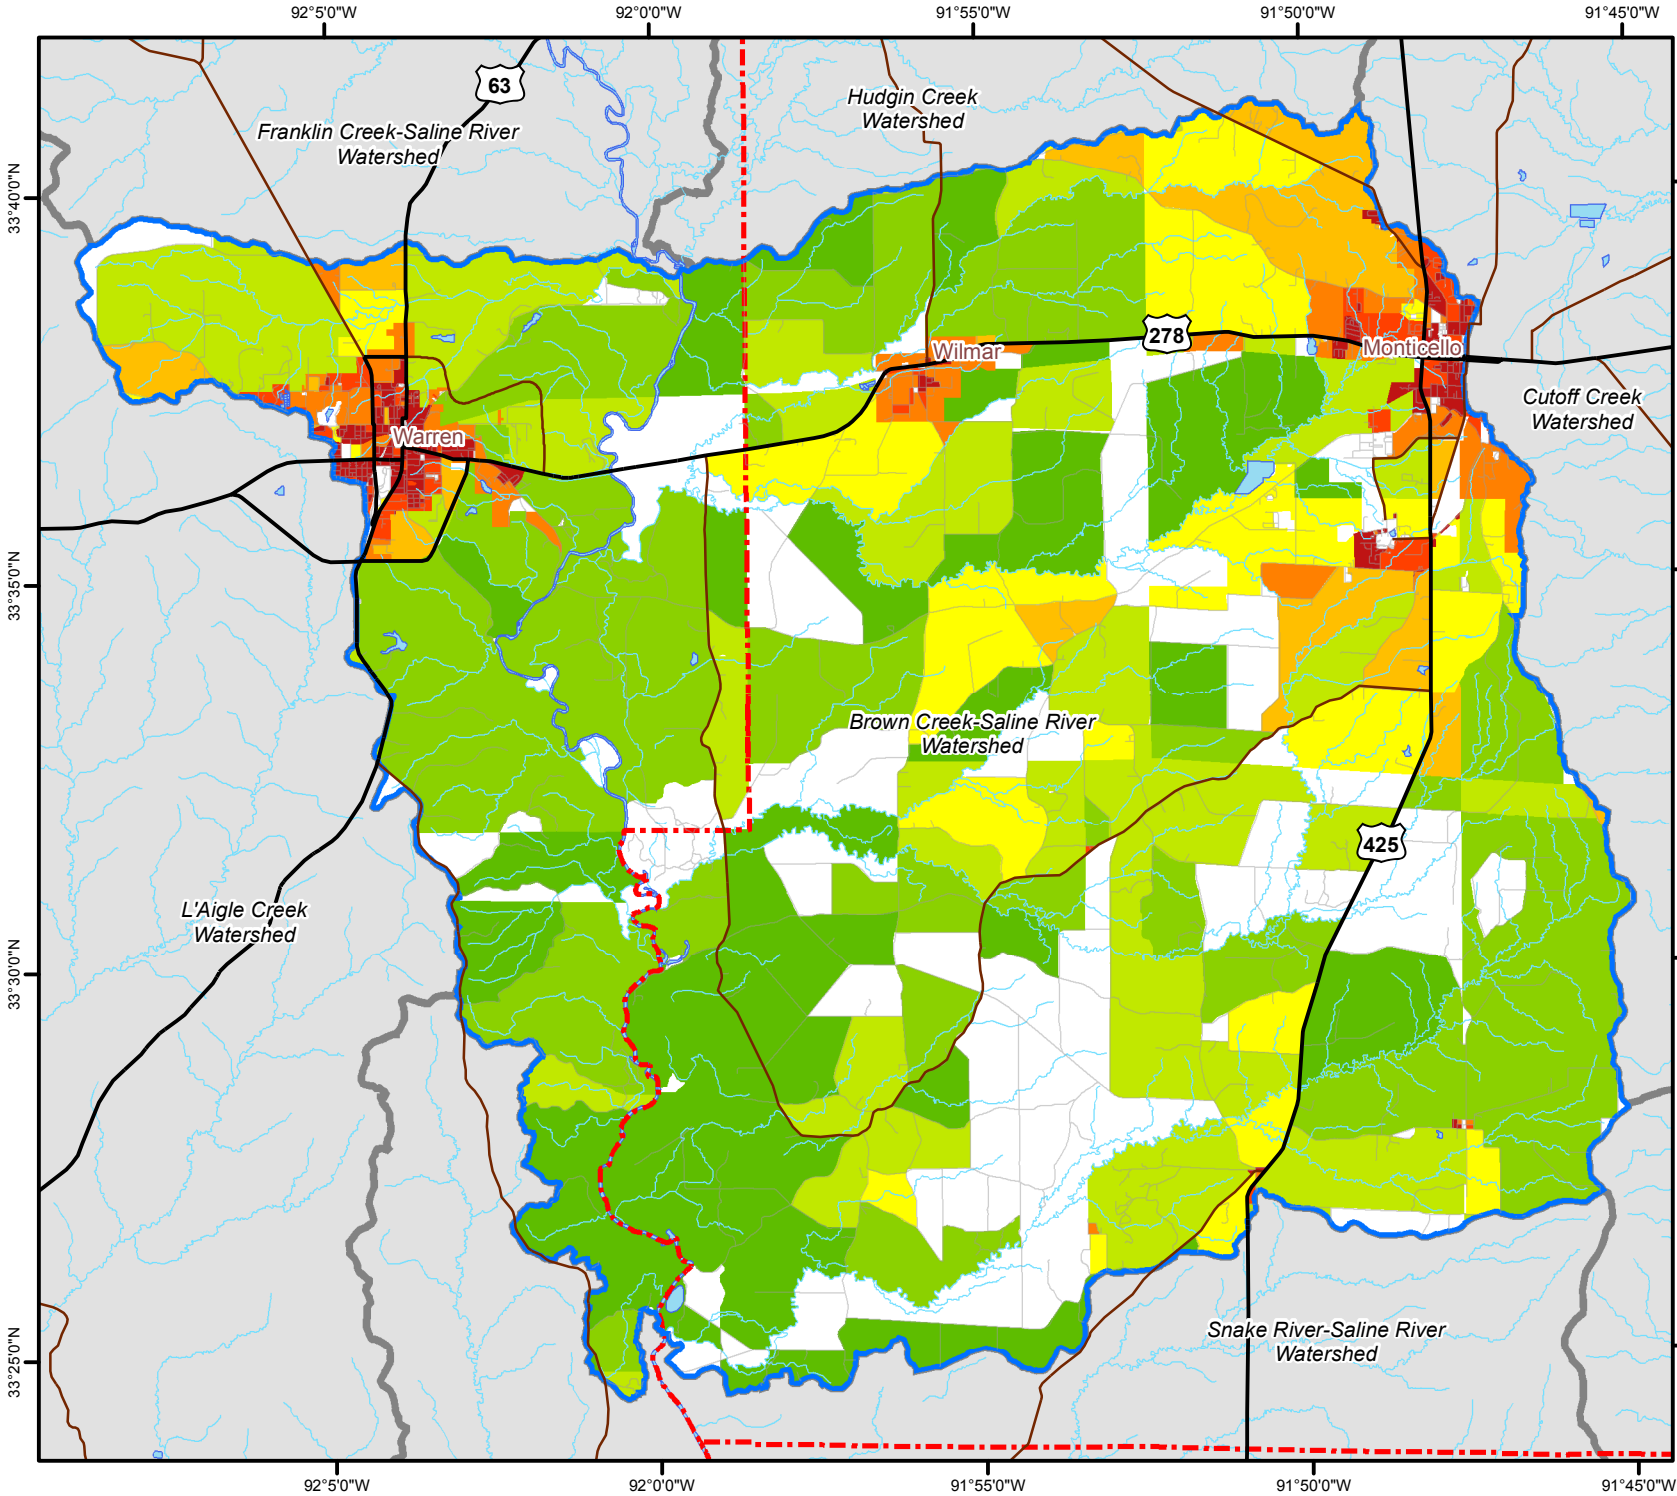 92°5'0"W 92°0'0"W 91°55'0"W 91°50'0"W 91°45'0"W
63
Hudgin Creek
Watershed
Franklin Creek-Saline River
Watershed
33°40'0"N
278
Wilmar
Monticello
Cutoff Creek
Watershed
Warren
33°35'0"N
Brown Creek-Saline River
Watershed
425
L'Aigle Creek
Watershed
33°30'0"N
Snake River-Saline River
Watershed
33°25'0"N
92°5'0"W 92°0'0"W 91°55'0"W 91°50'0"W 91°45'0"W